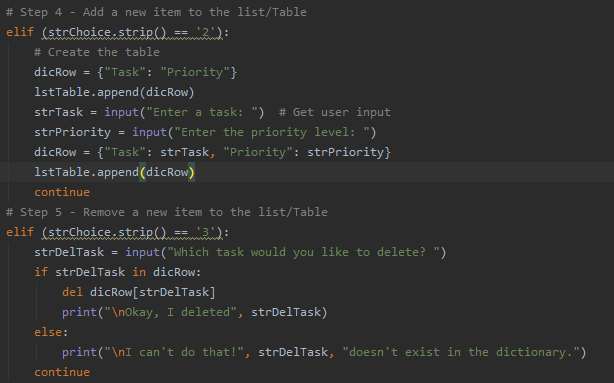 # Step 4 - Add a new item to the list/Table
elif (strChoice.strip() == '2'):
    # Create the table
    dicRow = {"Task": "Priority"}
    lstTable.append(dicRow)
    strTask = input("Enter a task: ")  # Get user input
    strPriority = input("Enter the priority level: ")
    dicRow = {"Task": strTask, "Priority": strPriority}
    lstTable.append(dicRow)
    continue
# Step 5 - Remove a new item to the list/Table
elif (strChoice.strip() == '3'):
    strDelTask = input("Which task would you like to delete? ")
    if strDelTask in dicRow:
        del dicRow[strDelTask]
        print("\nOkay, I deleted", strDelTask)
    else:
        print("\nI can't do that!", strDelTask, "doesn't exist in the dictionary.")
    continue